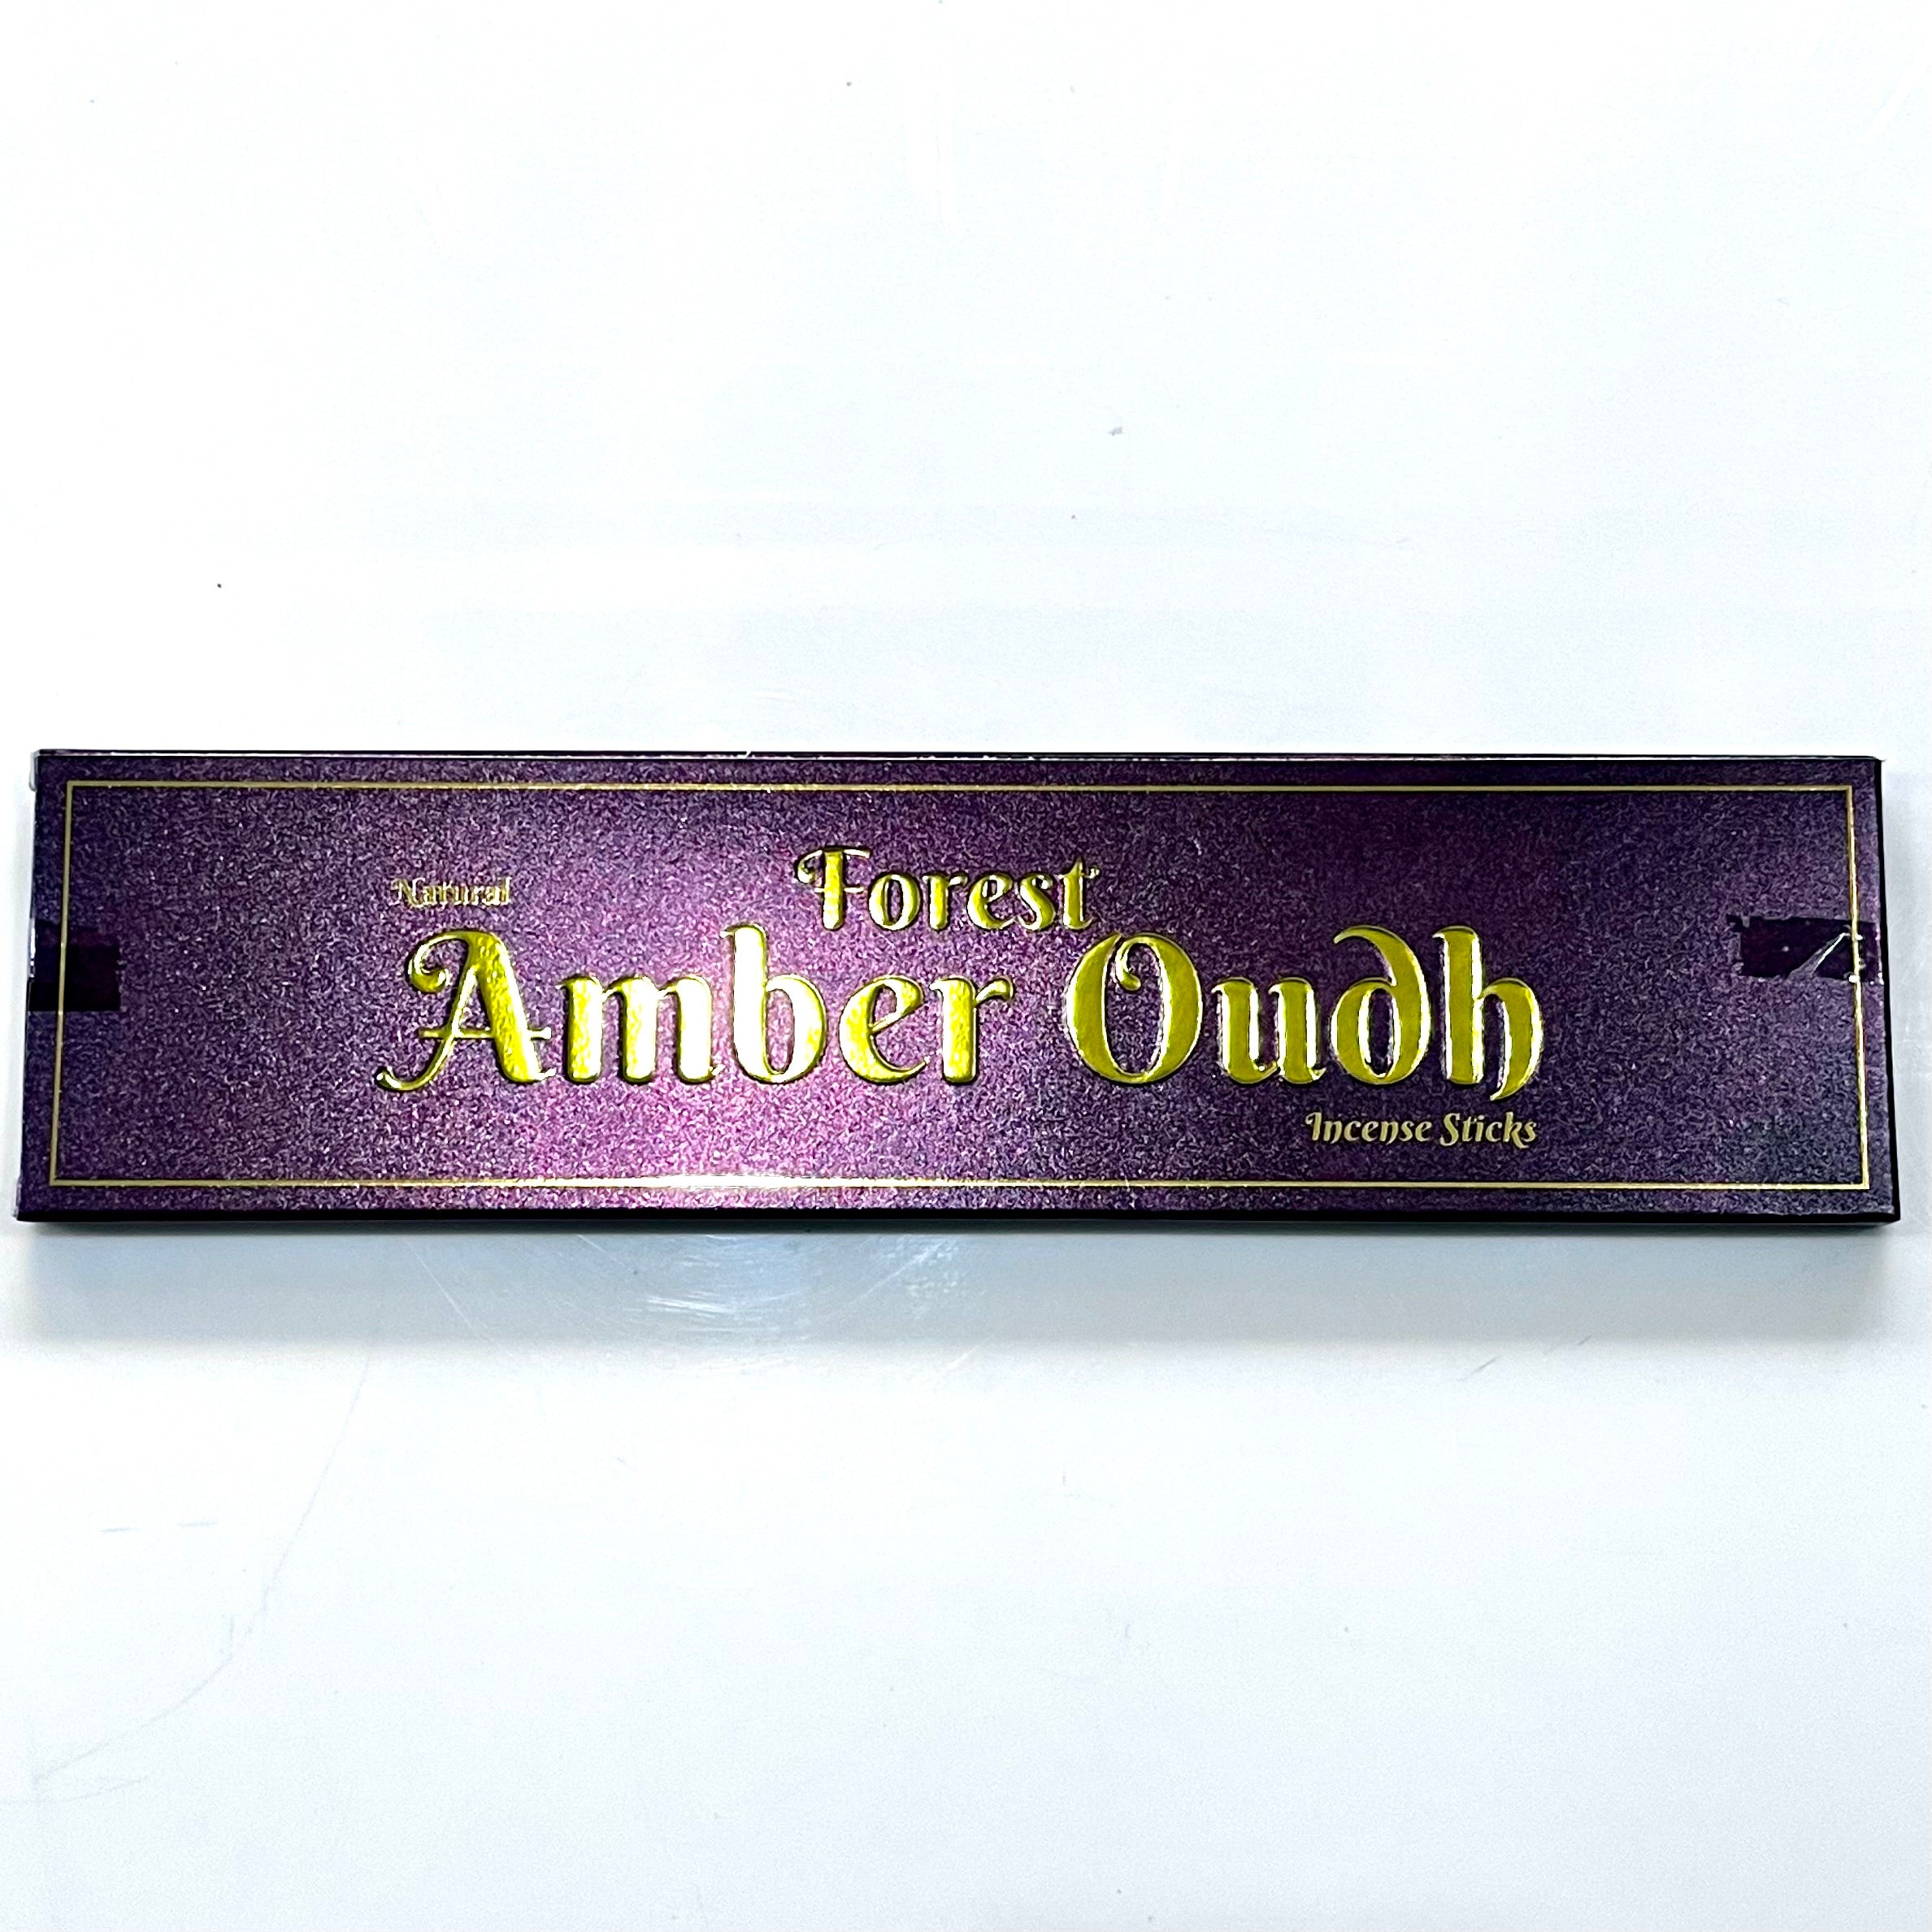 Natural
Forest
Amber Oudh
Incense Sticks